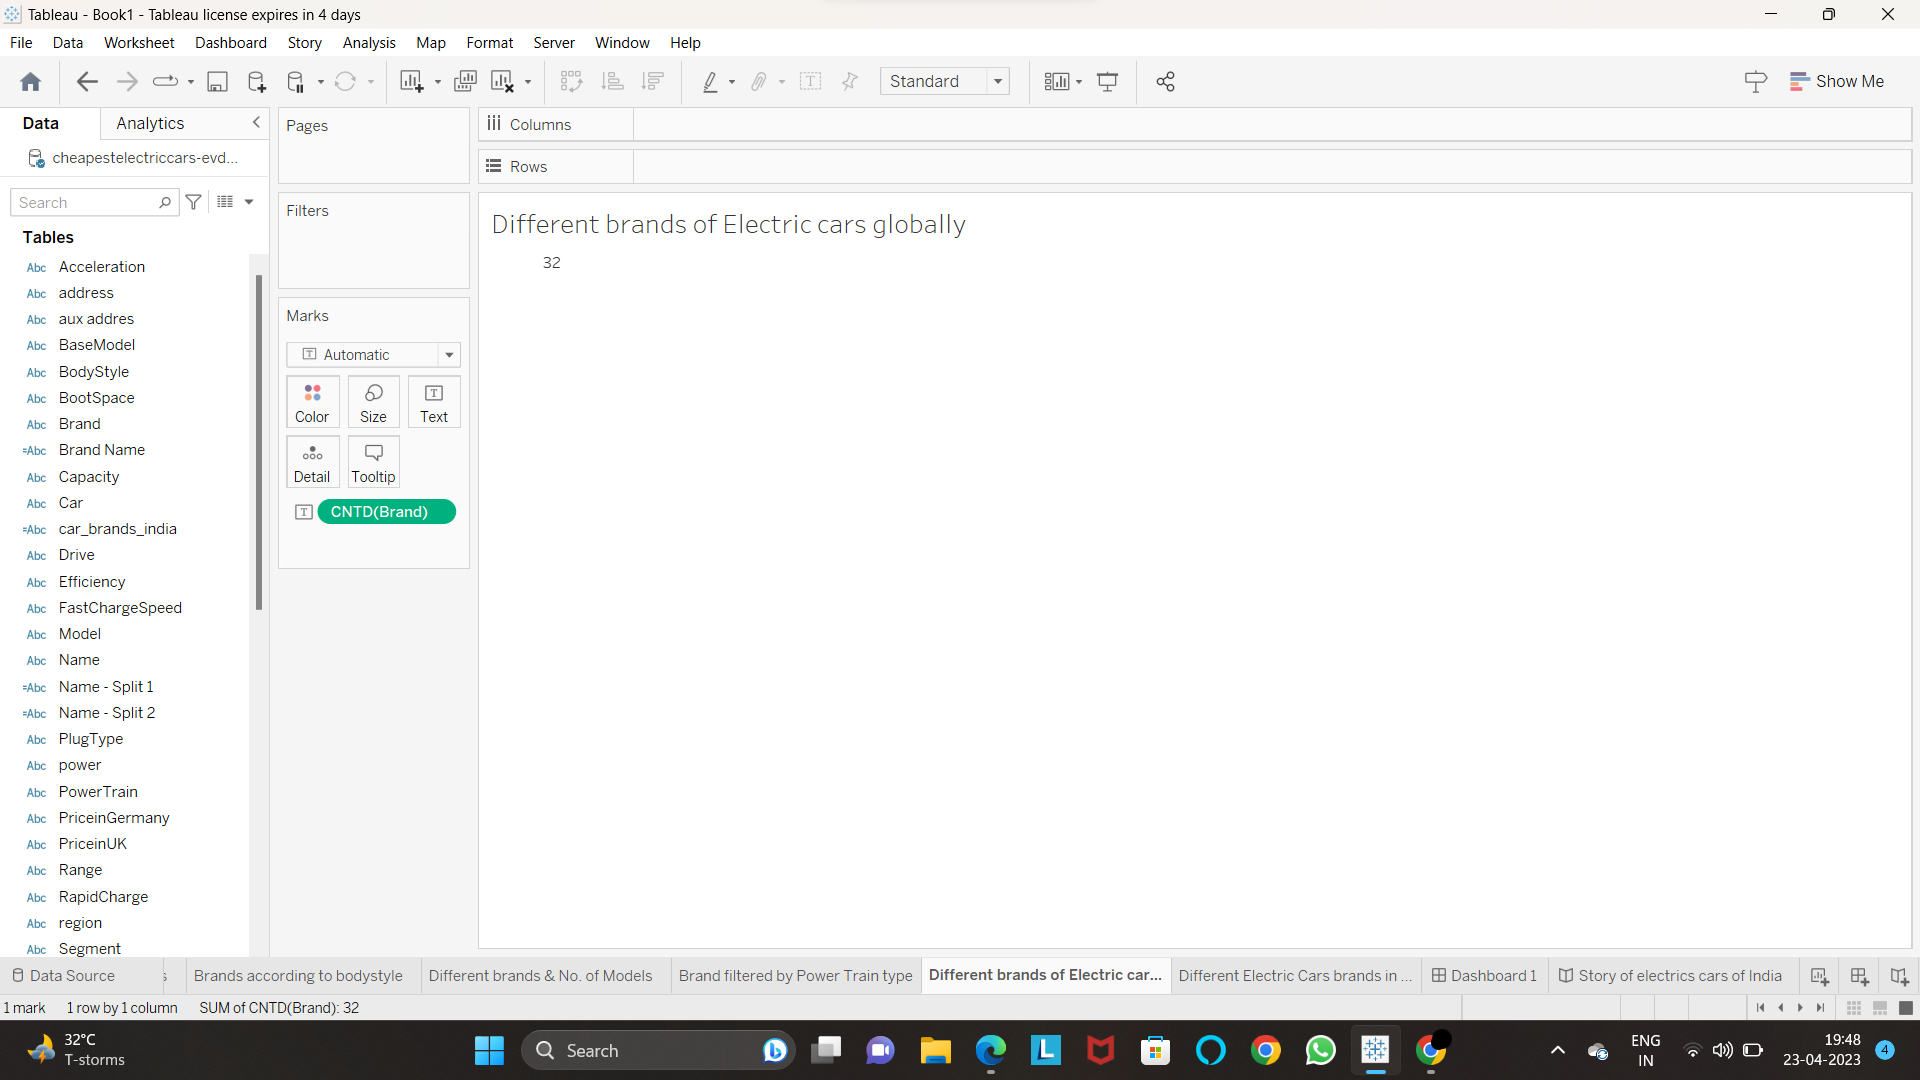 Tableau - Book1 - Tableau license expires in 4 days
File Data Worksheet Dashboard Story Analysis Map Format Server Window Help
Standard
Show Me
Data Analytics
cheapestelectriccars-evd...
Search
Tables
Abc Acceleration
Abc address
Abc aux addres
Abc BaseModel
Abc BodyStyle
Abc BootSpace
Abc Brand
=Abc Brand Name
Abc Capacity
Abc Car
=Abc car_brands_india
Abc Drive
Abc Efficiency
Abc FastChargeSpeed
Abc Model
Abc Name
=Abc Name - Split 1
=Abc Name - Split 2
Abc PlugType
Abc power
Abc PowerTrain
Abc PriceinGermany
Abc PriceinUK
Abc Range
Abc RapidCharge
Abc region
Abc Segment
Pages
Filters
Marks
Automatic
Color Size Text
Detail Tooltip
CNTD(Brand)
Columns
Rows
Different brands of Electric cars globally
32
Data Source s Brands according to bodystyle Different brands & No. of Models Brand filtered by Power Train type Different brands of Electric car... Different Electric Cars brands in ... Dashboard 1 Story of electrics cars of India
1 mark 1 row by 1 column SUM of CNTD(Brand): 32
32°C
T-storms
Search
ENG
IN
19:48
23-04-2023
4